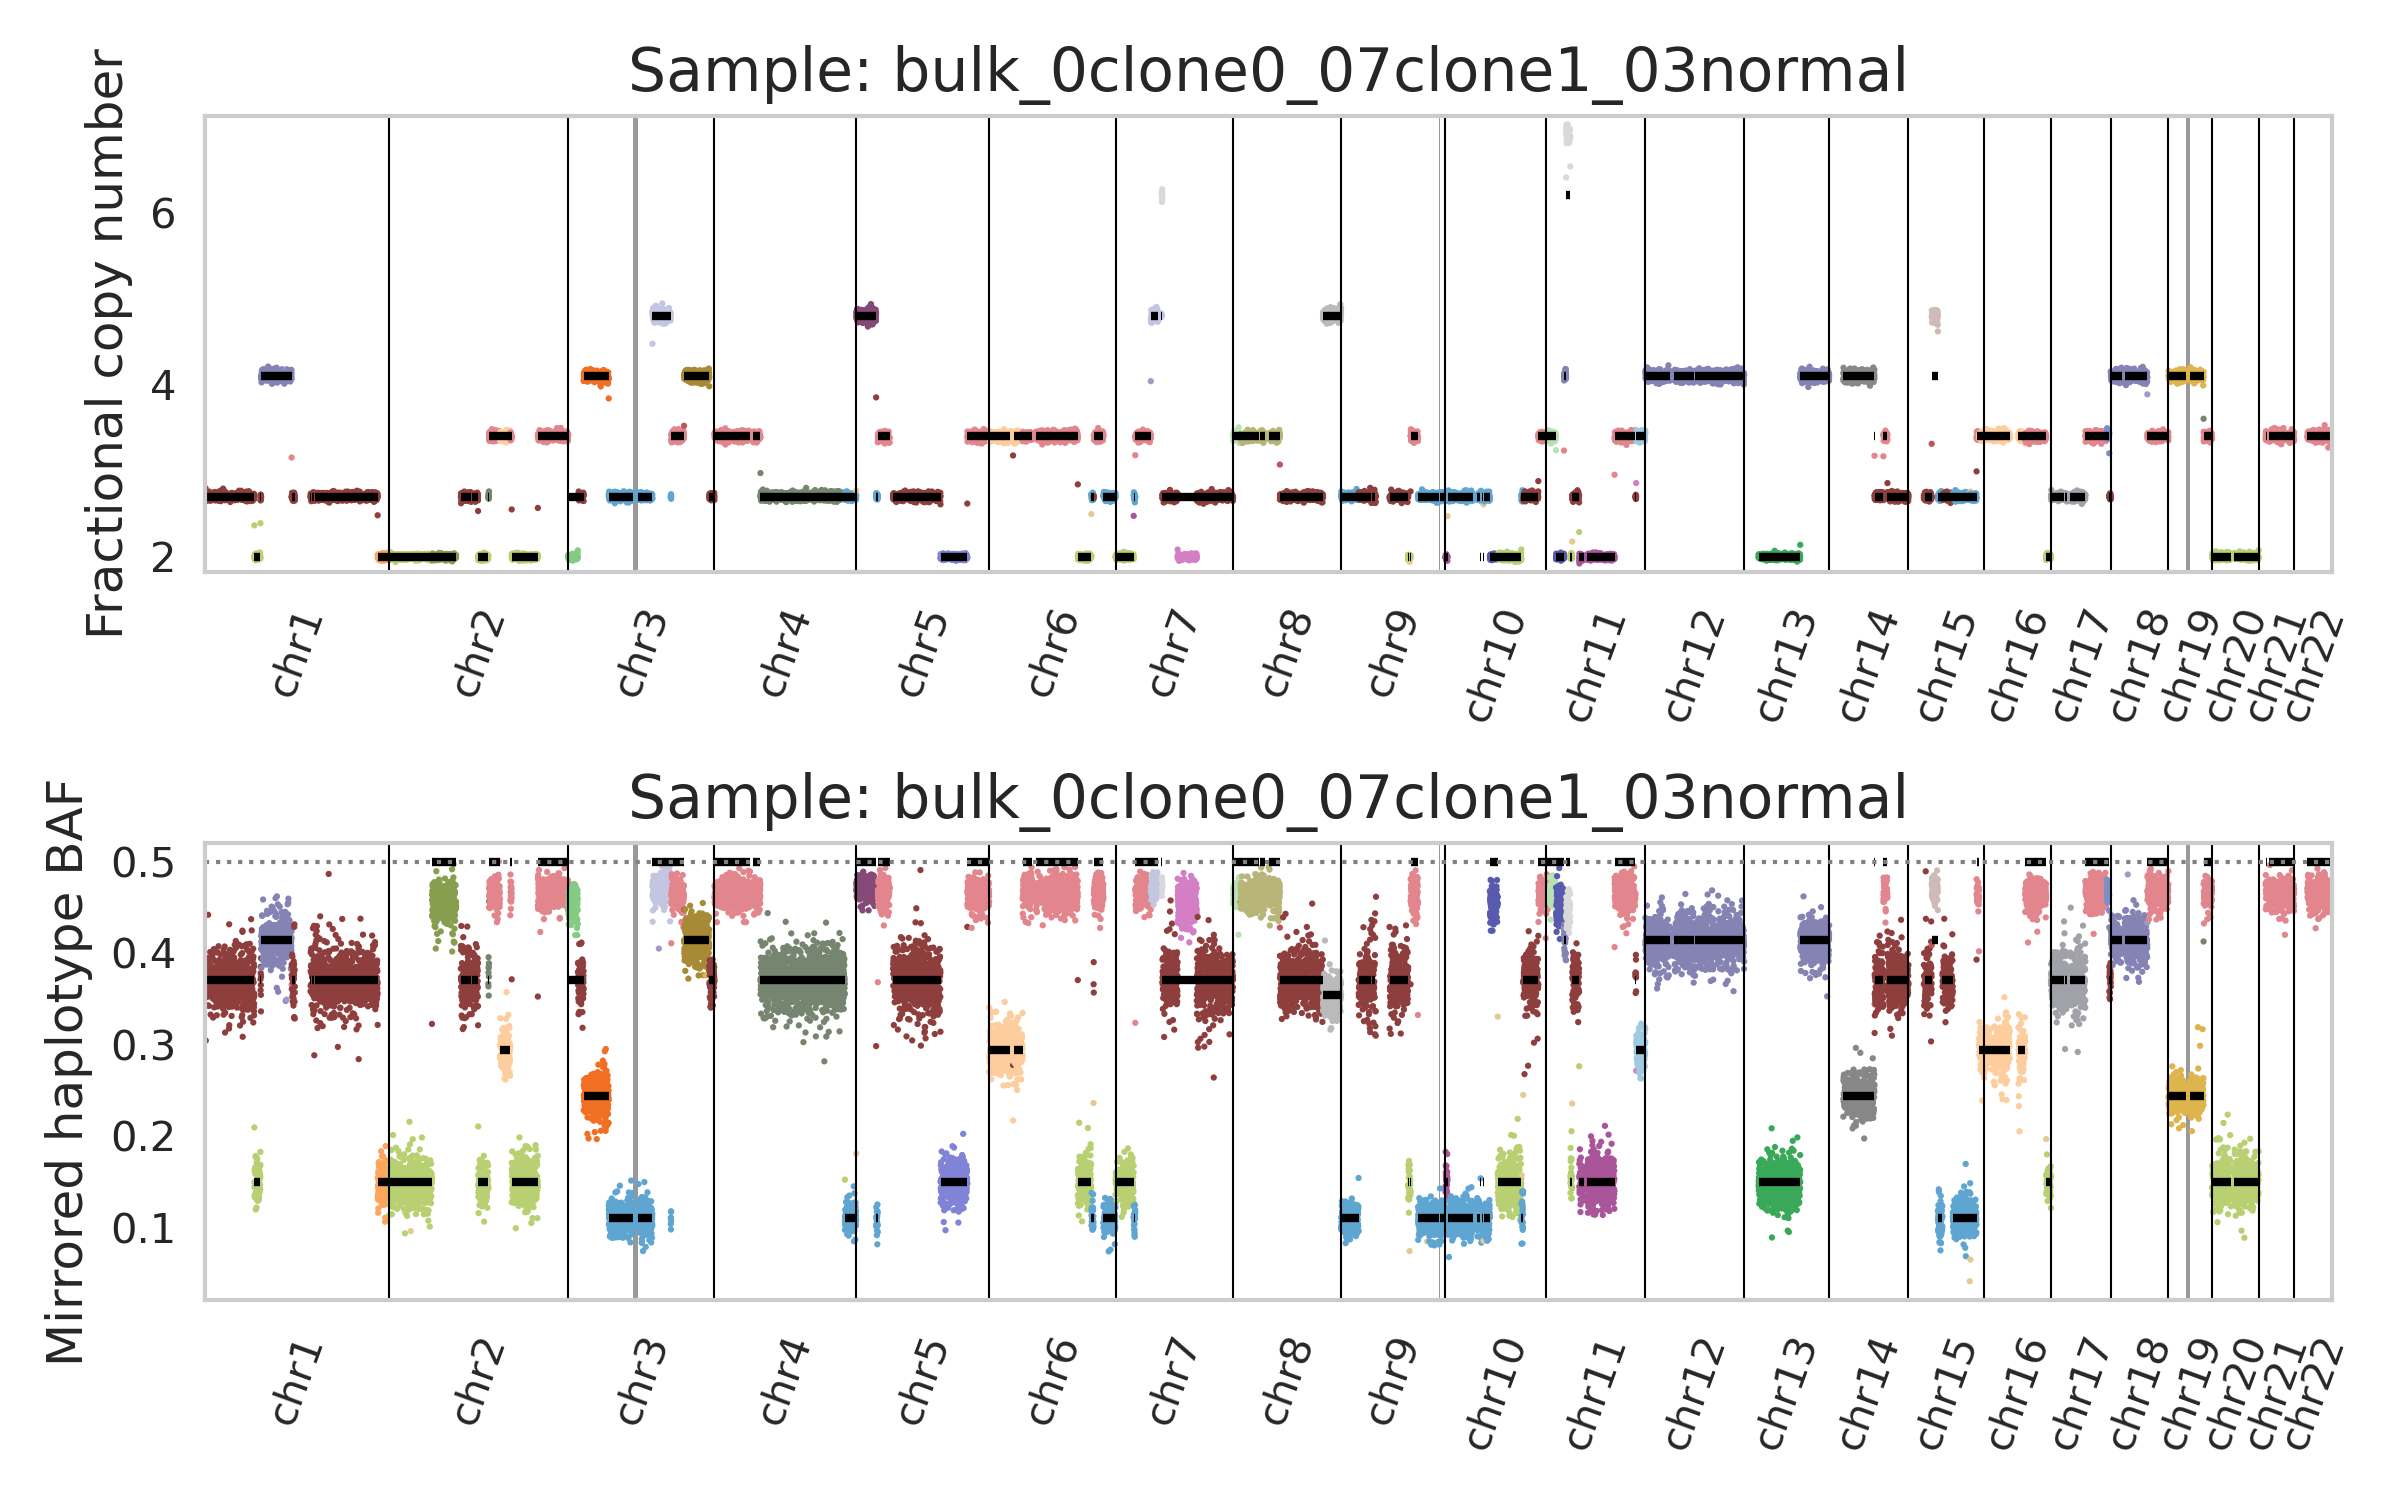 Sample: bulk_0clone0_07clone1_03normal
Fractional copy number
6
4
2
chr1
chr2
chr3
chr4
chr5
chr6
chr7
chr8
chr9
chr10
chr11
chr12
chr13
chr14
chr15
chr16
chr17
chr18
chr19
chr20
chr21
chr22
Sample: bulk_0clone0_07clone1_03normal
Mirrored haplotype BAF
0.5
0.4
0.3
0.2
0.1
chr1
chr2
chr3
chr4
chr5
chr6
chr7
chr8
chr9
chr10
chr11
chr12
chr13
chr14
chr15
chr16
chr17
chr18
chr19
chr20
chr21
chr22